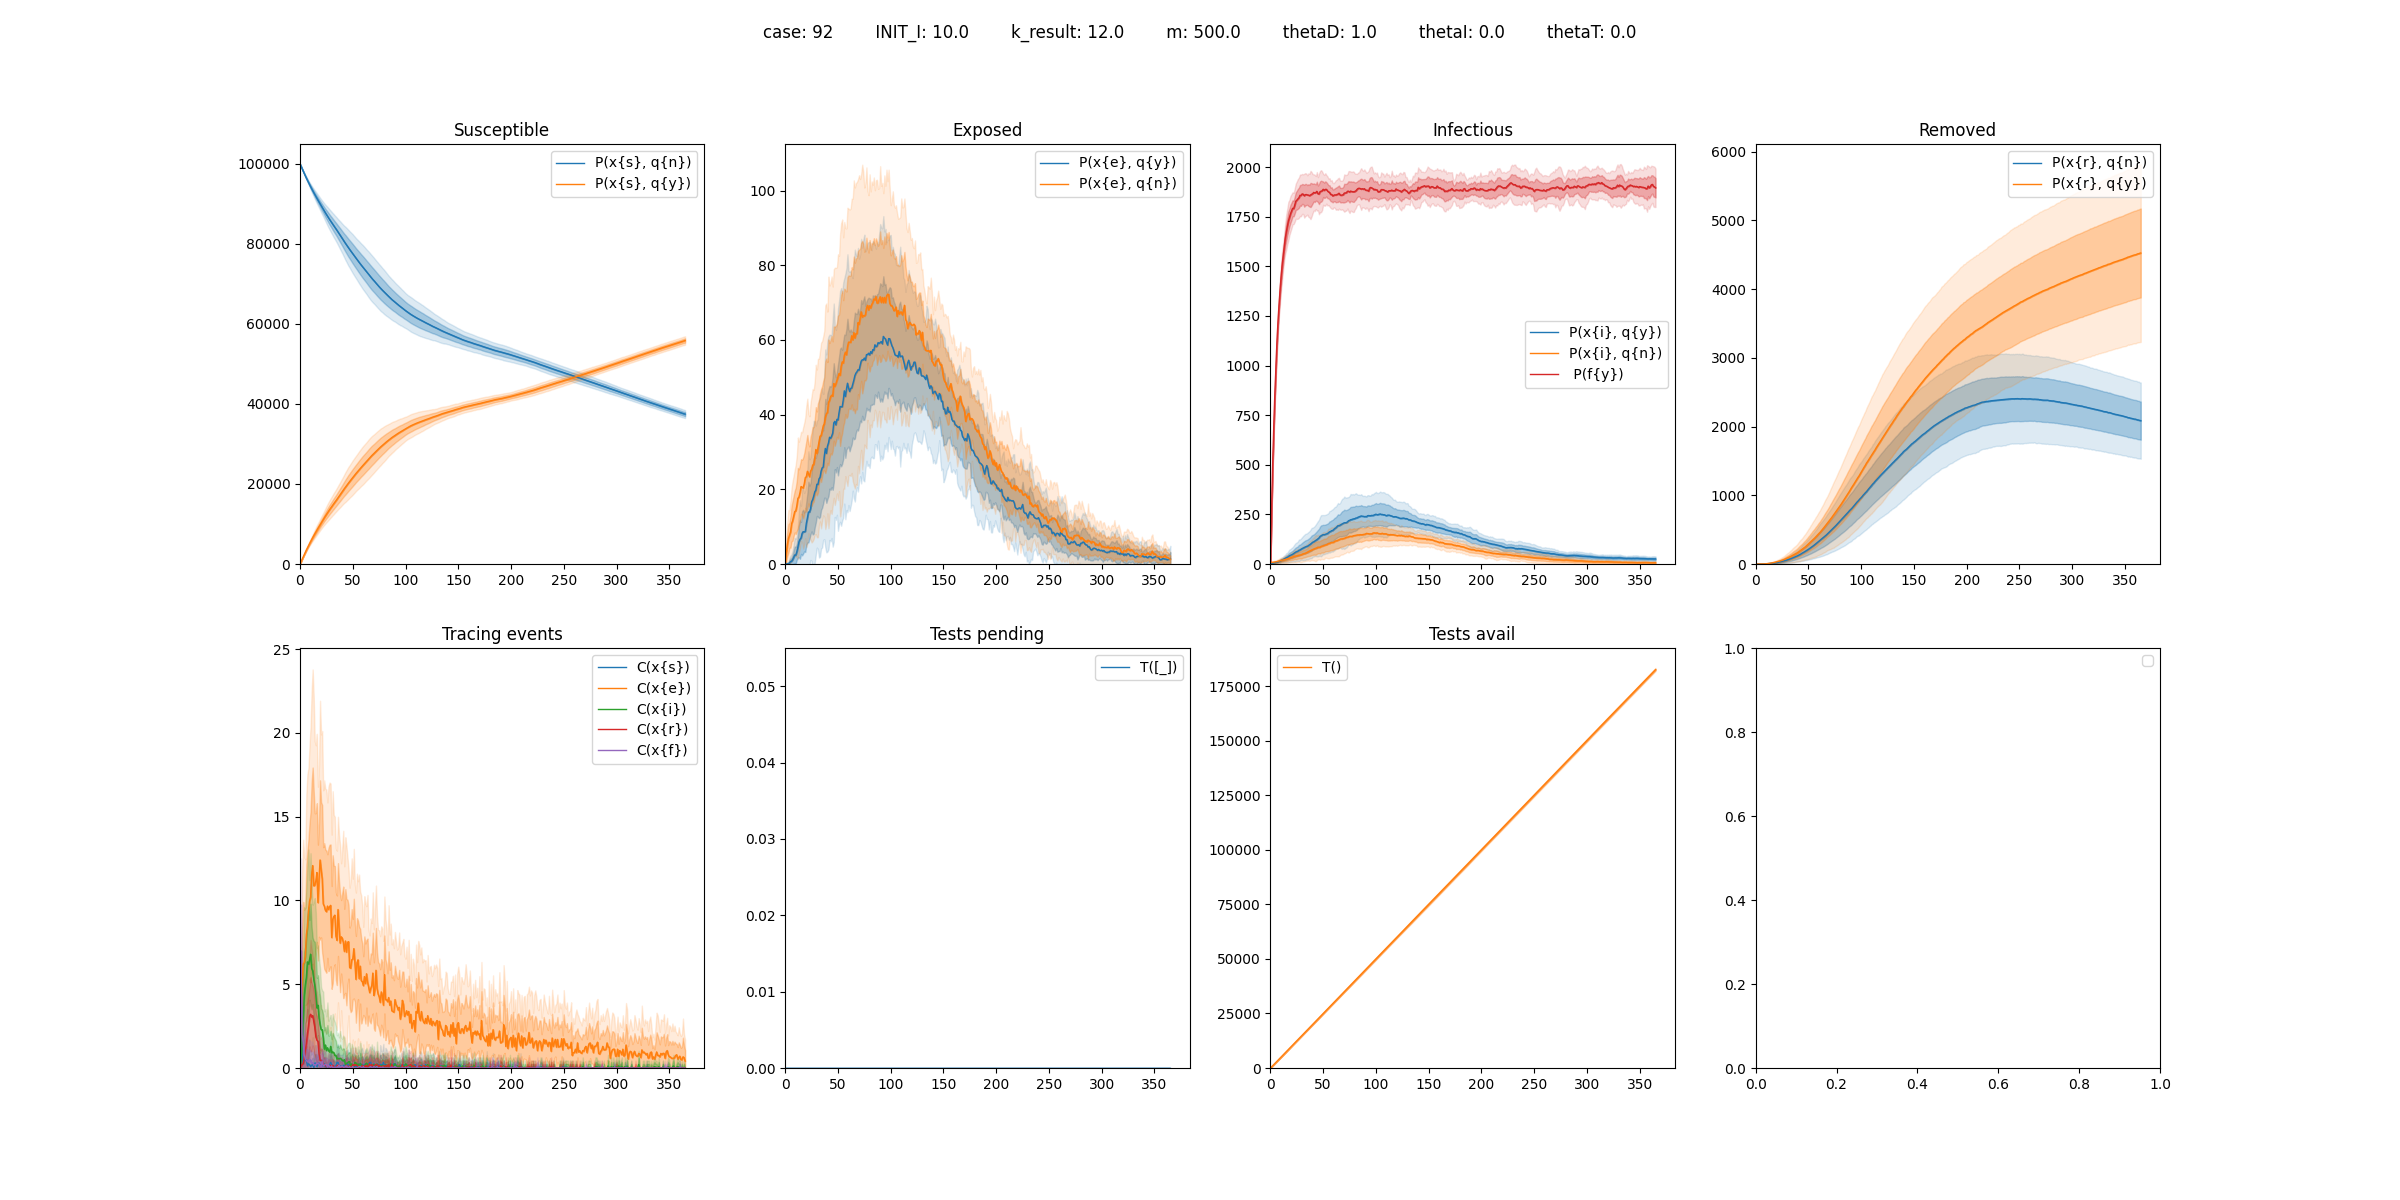 case: 92 INIT_I: 10.0 k_result: 12.0 m: 500.0 thetaD: 1.0 thetaI: 0.0 thetaT: 0.0
Susceptible
100000
80000
60000
40000
20000
0
0 50 100 150 200 250 300 350
P(x{s}, q{n})
P(x{s}, q{y})
Exposed
100
80
60
40
20
0
0 50 100 150 200 250 300 350
P(x{e}, q{y})
P(x{e}, q{n})
Infectious
2000
1750
1500
1250
1000
750
500
250
0
0 50 100 150 200 250 300 350
P(x{i}, q{y})
P(x{i}, q{n})
P(f{y})
Removed
6000
5000
4000
3000
2000
1000
0
0 50 100 150 200 250 300 350
P(x{r}, q{n})
P(x{r}, q{y})
Tracing events
25
20
15
10
5
0
0 50 100 150 200 250 300 350
C(x{s})
C(x{e})
C(x{i})
C(x{r})
C(x{f})
Tests pending
0.05
0.04
0.03
0.02
0.01
0.00
0 50 100 150 200 250 300 350
T([_])
Tests avail
175000
150000
125000
100000
75000
50000
25000
0
0 50 100 150 200 250 300 350
T()
1.0
0.8
0.6
0.4
0.2
0.0
0.0 0.2 0.4 0.6 0.8 1.0